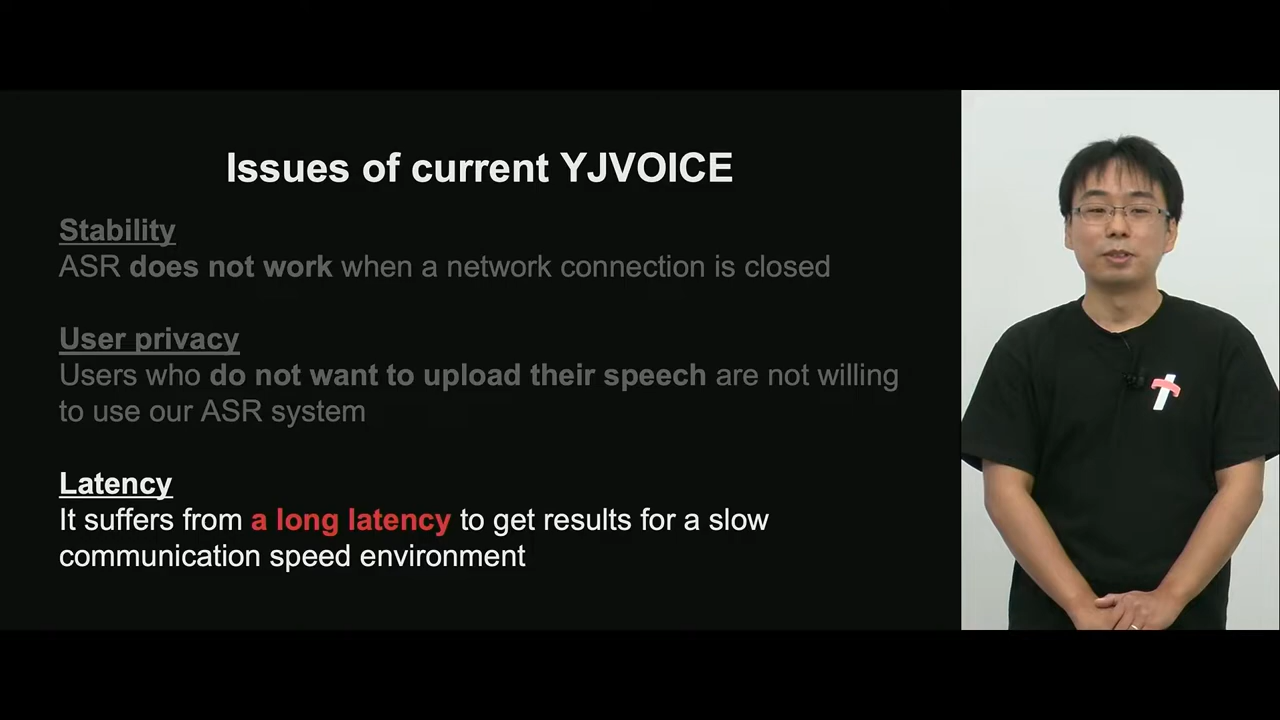 Issues of current YJVOICE
Stability
ASR does not work when a network connection is closed
User privacy
Users who do not want to upload their speech are not willing
to use our ASR system
Latency
It suffers from a long latency to get results for a slow
communication speed environment